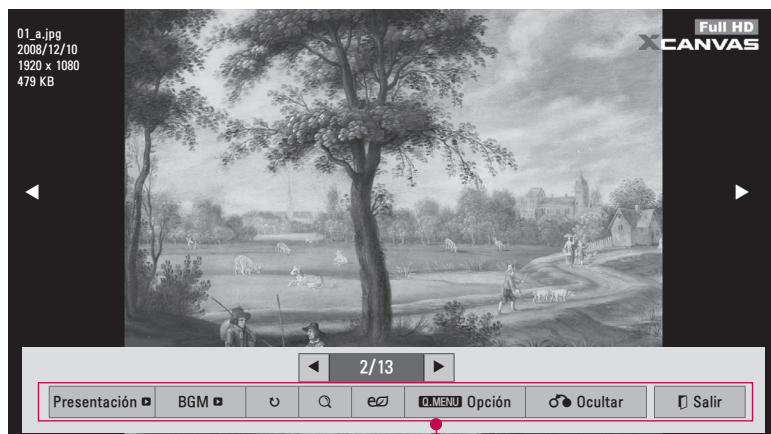 01_a.jpg
2008/12/10
1920 x 1080
479 KB
Full HD
XCANVAS
2/13
Presentación BGM Q.MENU Opción Ocultar Salir